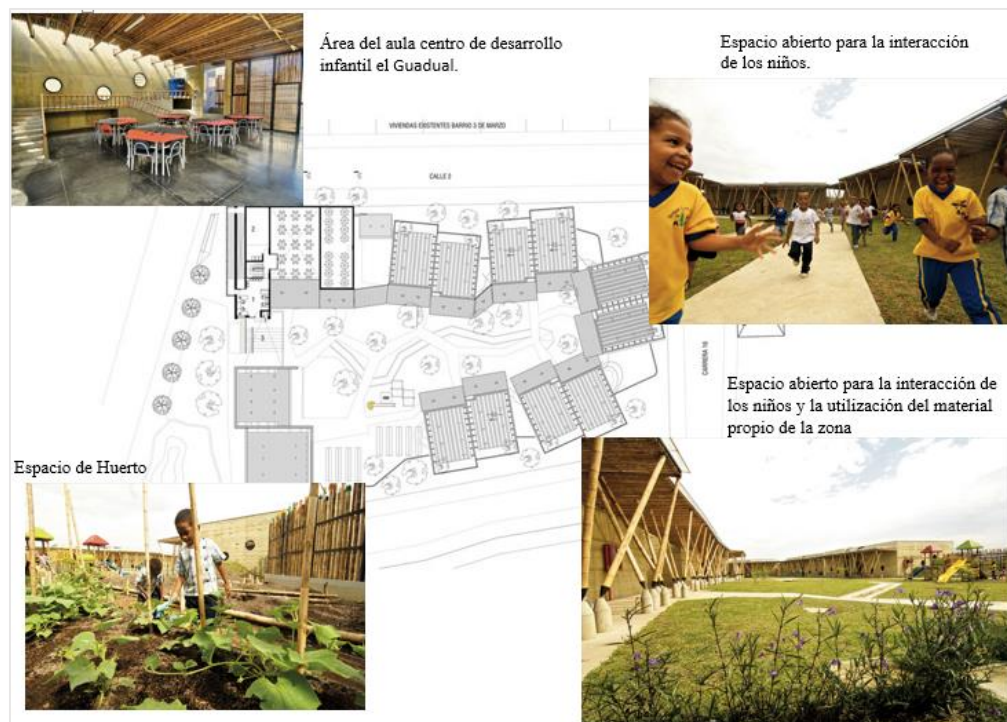 Área del aula centro de desarrollo
infantil el Guadual.
Espacio abierto para la interacción
de los niños.
VIVIENDAS EXISTENTES BARRIO 3 DE MARZO
CALLE 2
CARRERA 10
Espacio abierto para la interacción de
los niños y la utilización del material
propio de la zona
Espacio de Huerto